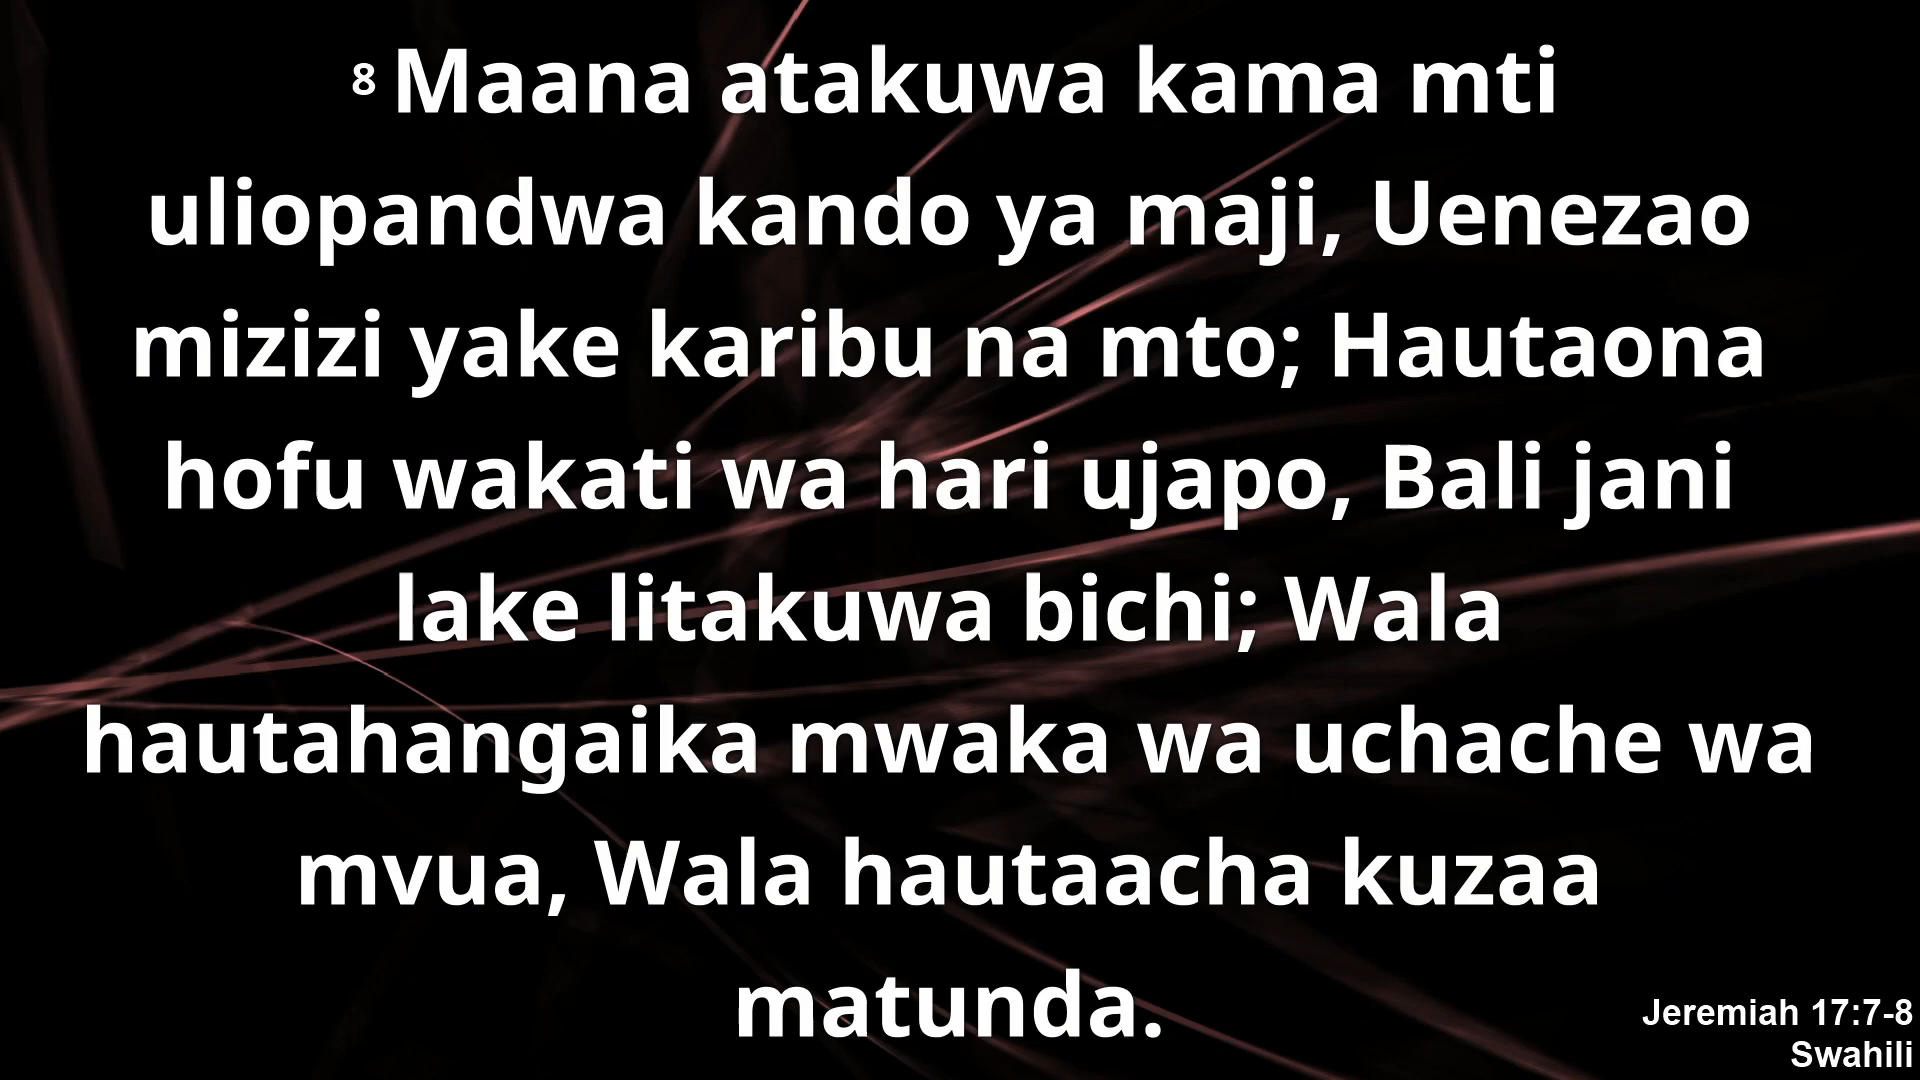 8 Maana atakuwa kama mti
uliopandwa kando ya maji, Uenezao
mizizi yake karibu na mto; Hautaona
hofu wakati wa hari ujapo, Bali jani
lake litakuwa bichi; Wala
hautahangaika mwaka wa uchache wa
mvua, Wala hautaacha kuzaa
matunda.
Jeremiah 17:7-8
Swahili